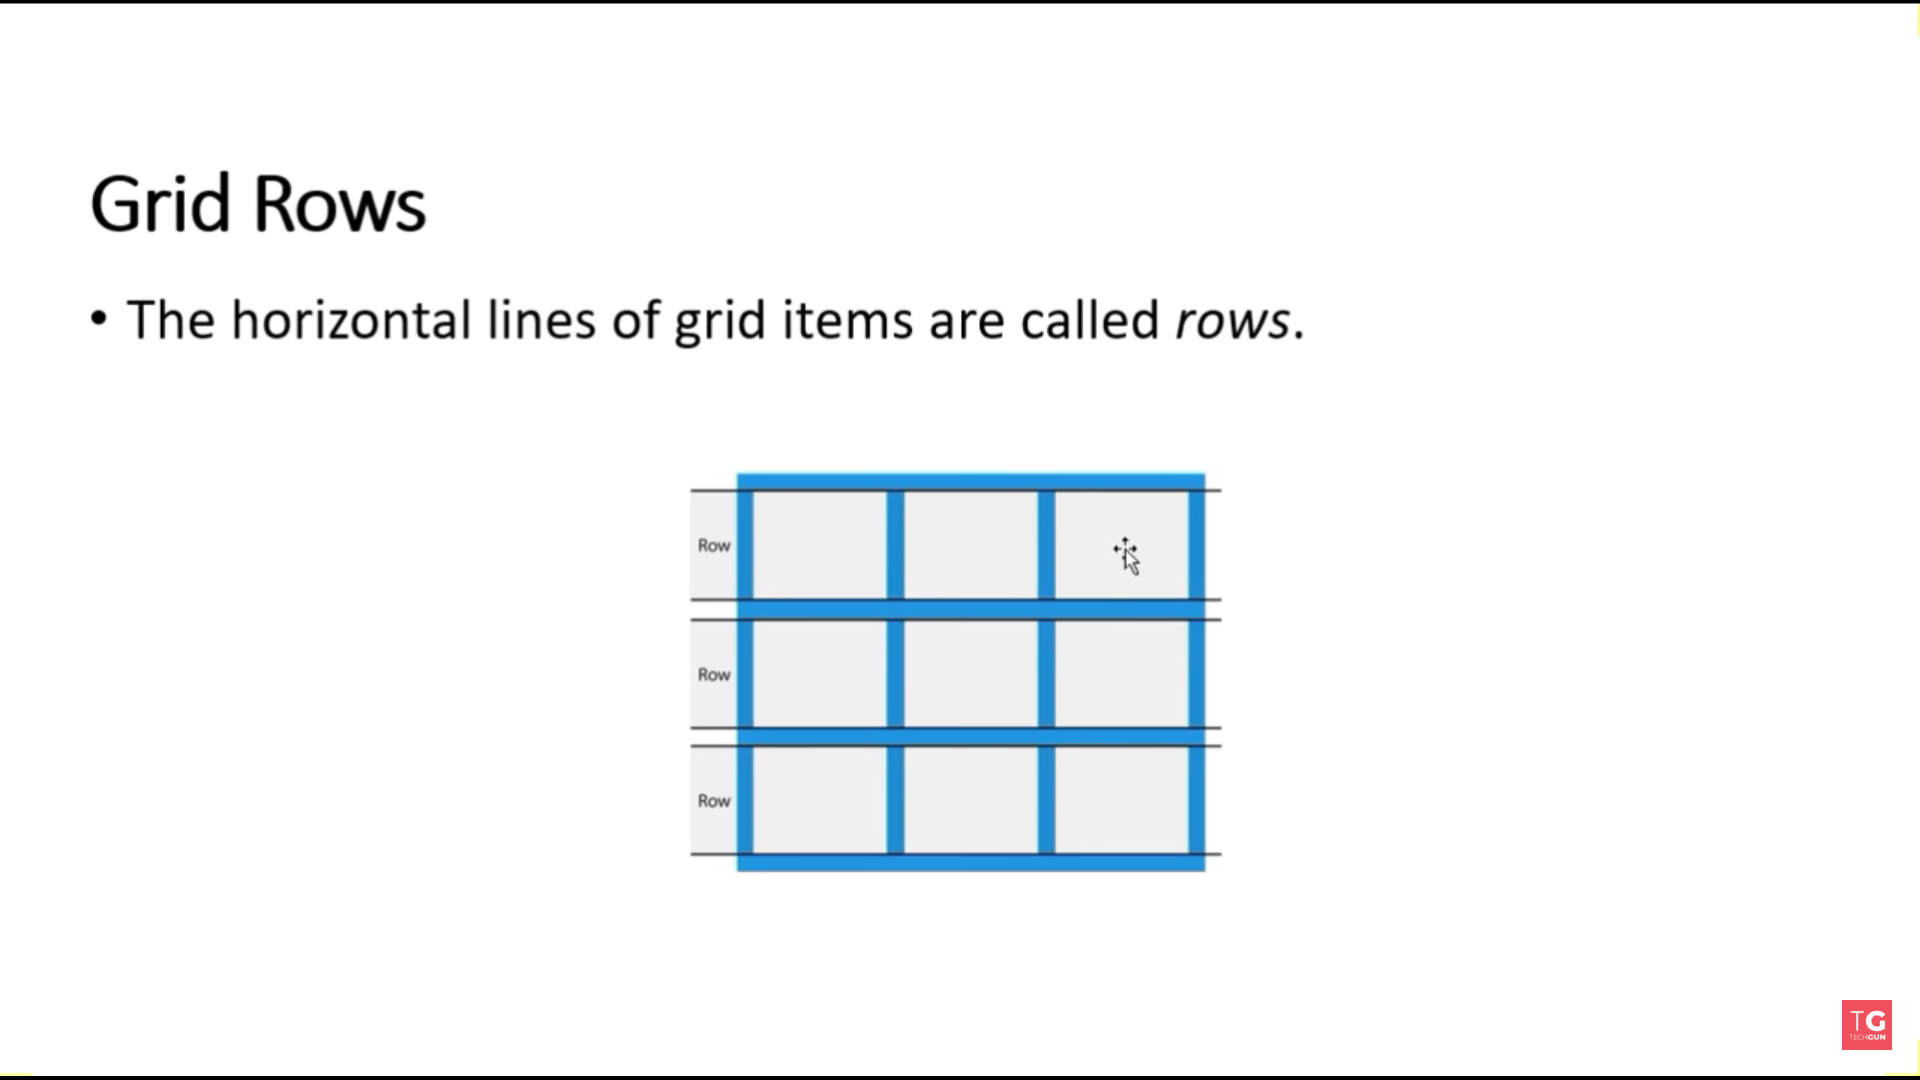 Grid Rows
• The horizontal lines of grid items are called rows.
Row
Row
Row
TG
TECHGUN